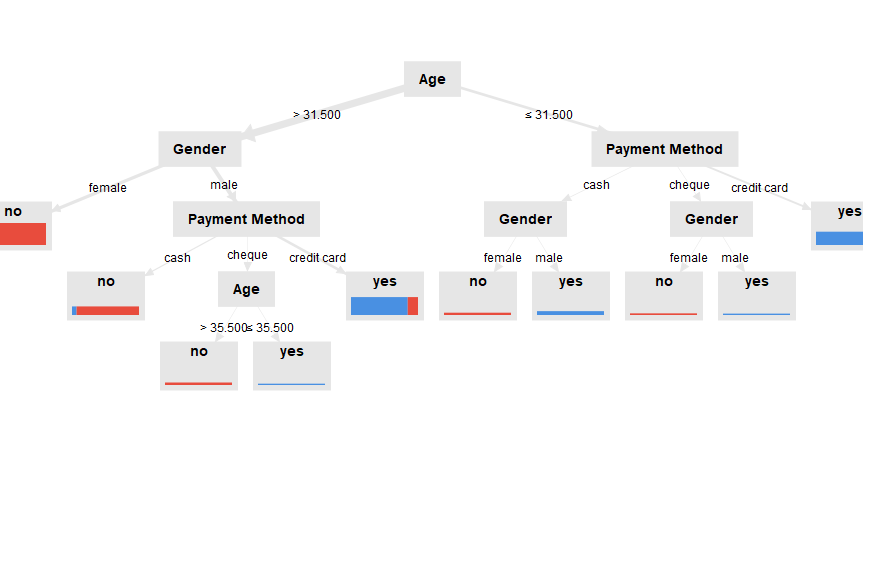 Age
> 31.500
≤ 31.500
Gender
Payment Method
female
male
cash
cheque
credit card
no
Payment Method
Gender
Gender
yes
cash
cheque
credit card
female
male
female
male
no
Age
yes
no
yes
no
yes
> 35.500
≤ 35.500
no
yes